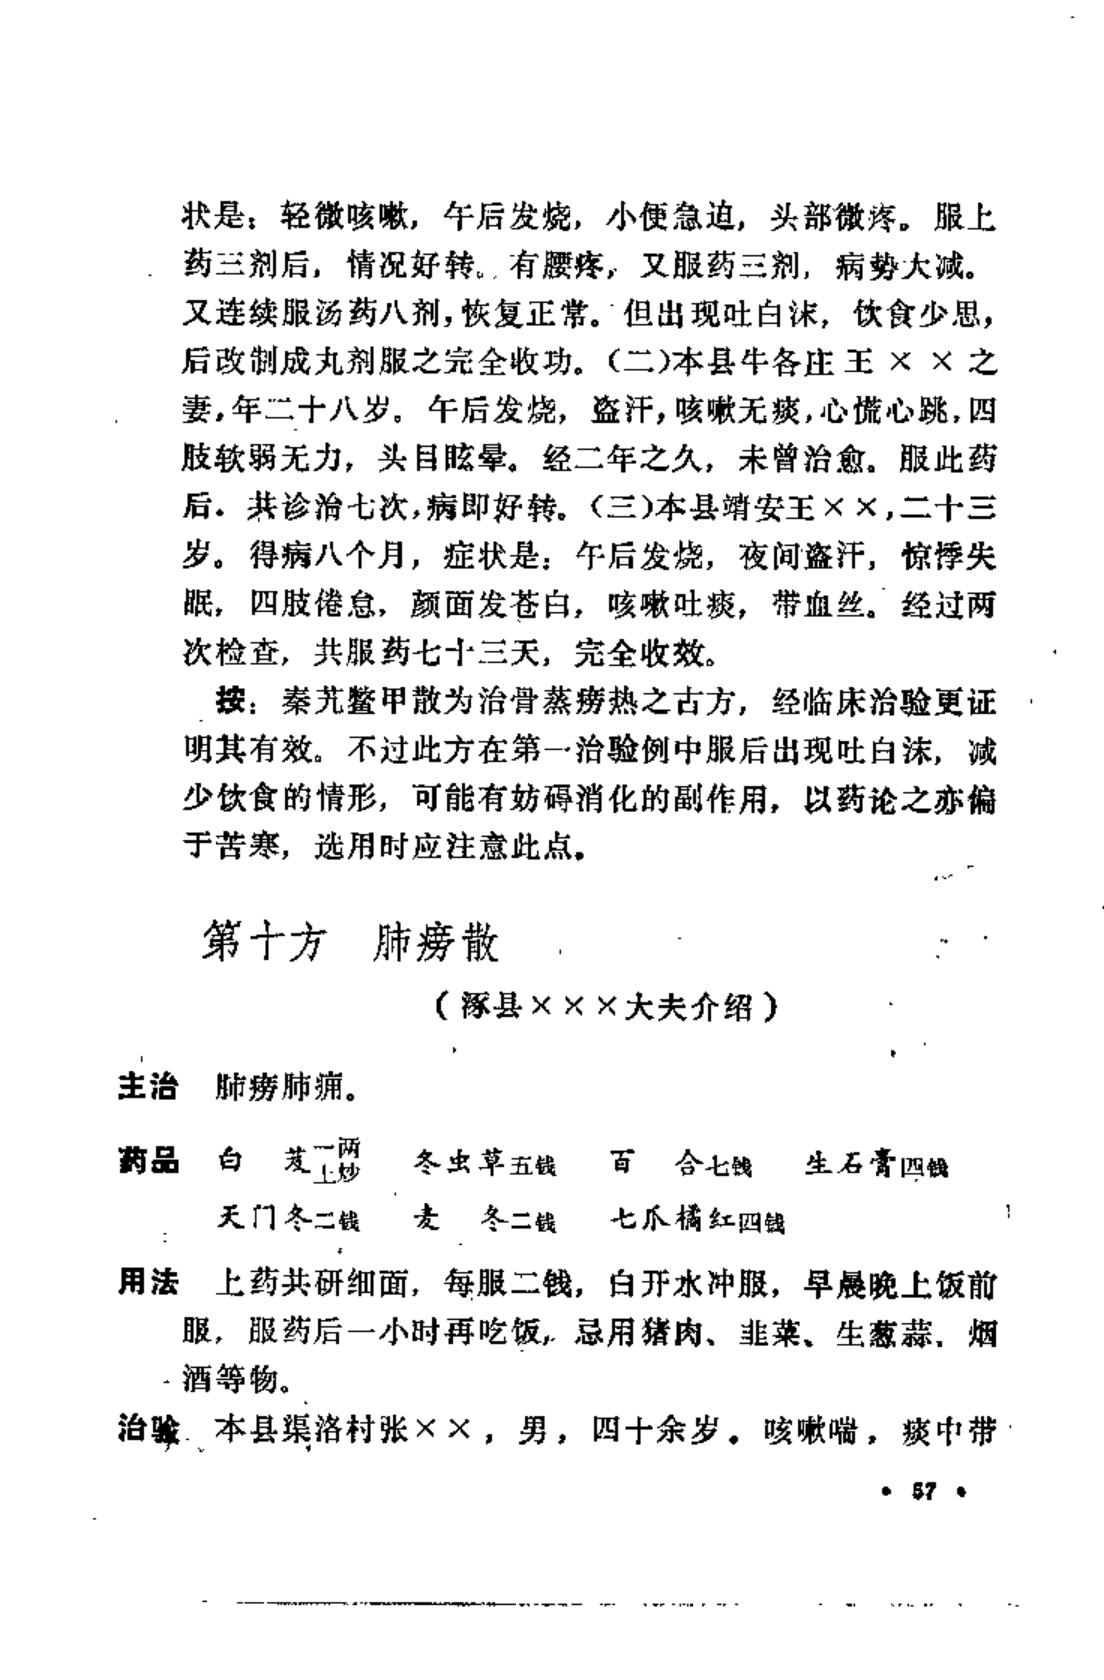 状是：轻微咳嗽，午后发烧，小便急迫，头部微疼。服上
药三剂后，情况好转。有腰疼，又服药三剂，病势大减。
又连续服汤药八剂，恢复正常。但出现吐白沫，饮食少思，
后改制成丸剂服之完全收功。（二）本县牛各庄王××之
妻，年二十八岁。午后发烧，盗汗，咳嗽无痰，心慌心跳，四
肢软弱无力，头目眩晕。经二年之久，未曾治愈。服此药
后．共诊治七次，病即好转。（三）本县靖安王××，二十三
岁。得病八个月，症状是：午后发烧，夜间盗汗，惊悸失
眠，四肢倦怠，颜面发苍白，咳嗽吐痰，带血丝。经过两
次检查，共服药七十三天，完全收效。
按：秦艽鳖甲散为治骨蒸痨热之古方，经临床治验更证
明其有效。不过此方在第一治验例中服后出现吐白沫，减
少饮食的情形，可能有妨碍消化的副作用，以药论之亦偏
于苦寒，选用时应注意此点。
第十方　肺痨散
（涿县×××大夫介绍）
主治　肺痨肺痈。
药品　白　芨一两土炒　冬虫草五钱　百　合七钱　生石膏四钱
天门冬二钱　麦　冬二钱　七爪橘红四钱
用法　上药共研细面，每服二钱，白开水冲服，早晨晚上饭前
服，服药后一小时再吃饭，忌用猪肉、韭菜、生葱蒜、烟
酒等物。
治验　本县渠洛村张××，男，四十余岁．咳嗽喘，痰中带
• 57 •